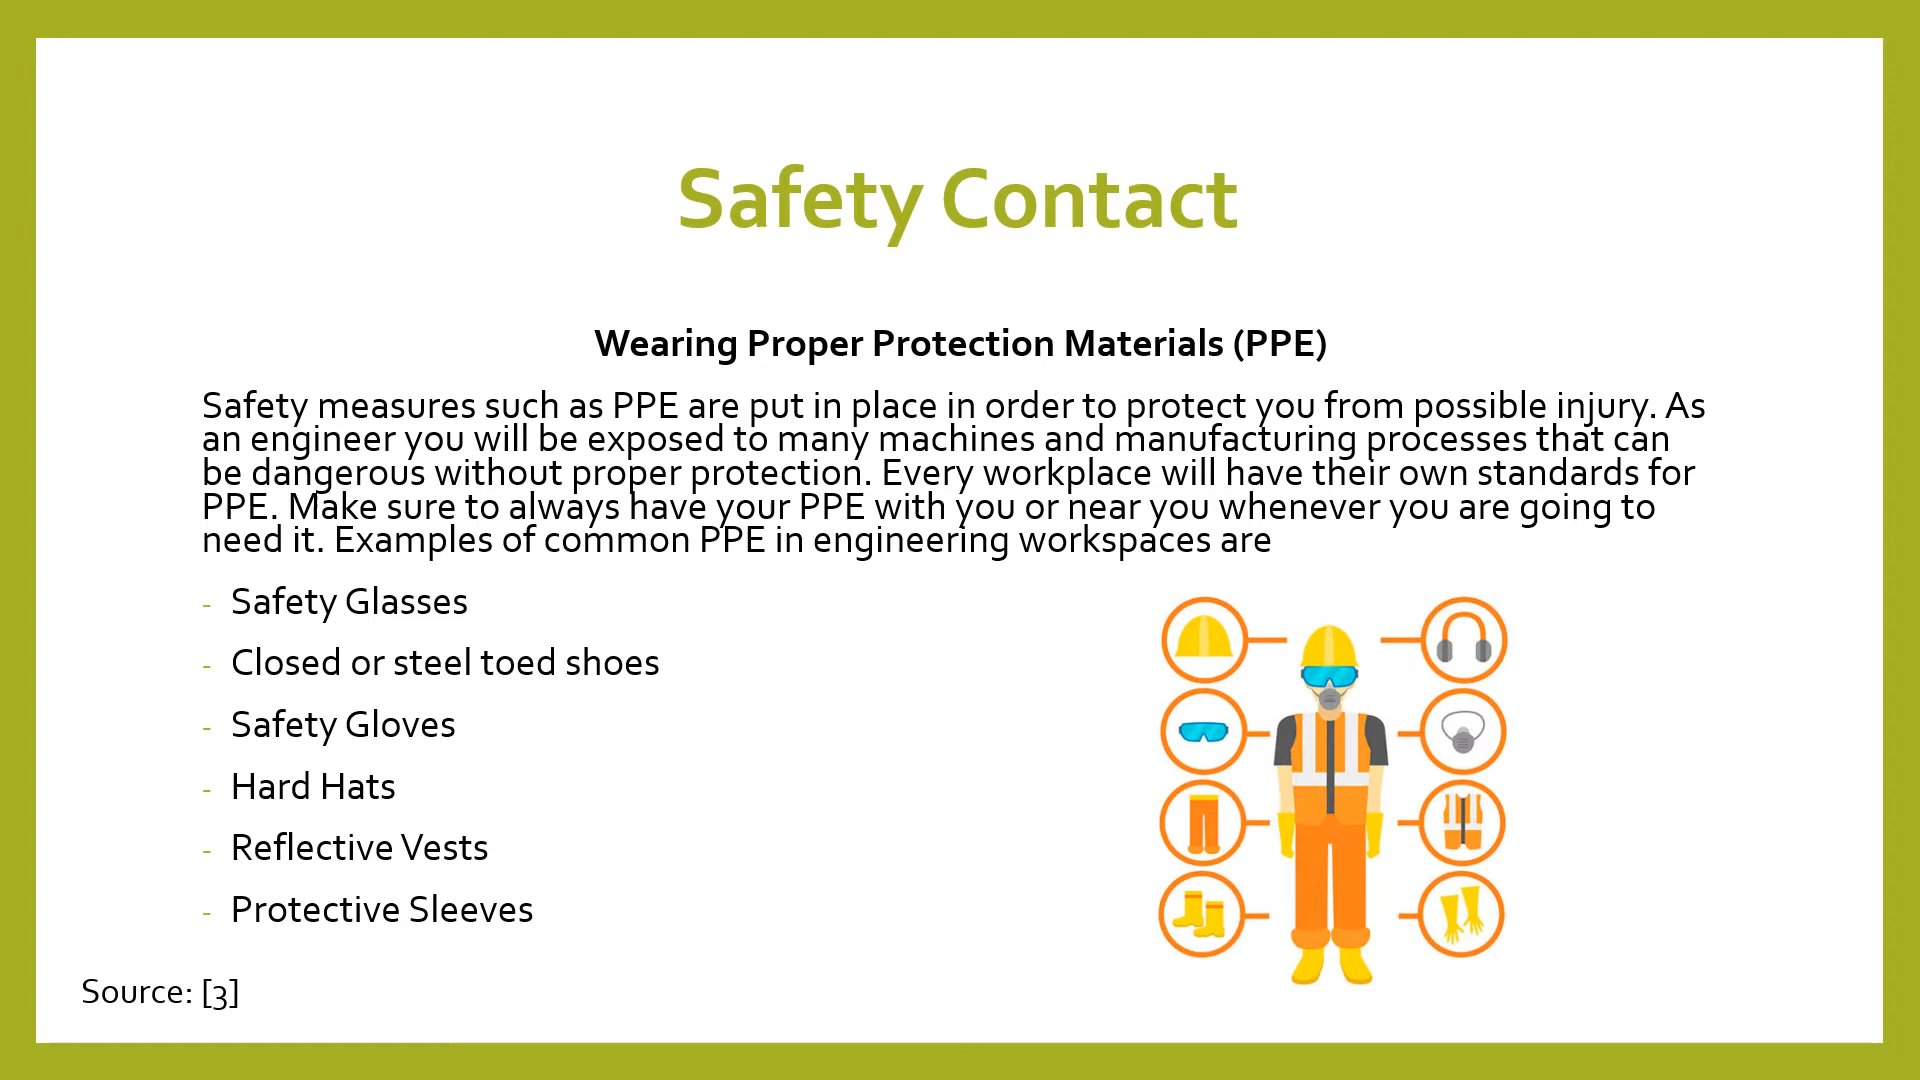 Safety Contact
Wearing Proper Protection Materials (PPE)
Safety measures such as PPE are put in place in order to protect you from possible injury. As
an engineer you will be exposed to many machines and manufacturing processes that can
be dangerous without proper protection. Every workplace will have their own standards for
PPE. Make sure to always have your PPE with you or near you whenever you are going to
need it. Examples of common PPE in engineering workspaces are
- Safety Glasses
- Closed or steel toed shoes
- Safety Gloves
- Hard Hats
- Reflective Vests
- Protective Sleeves
Source: [3]